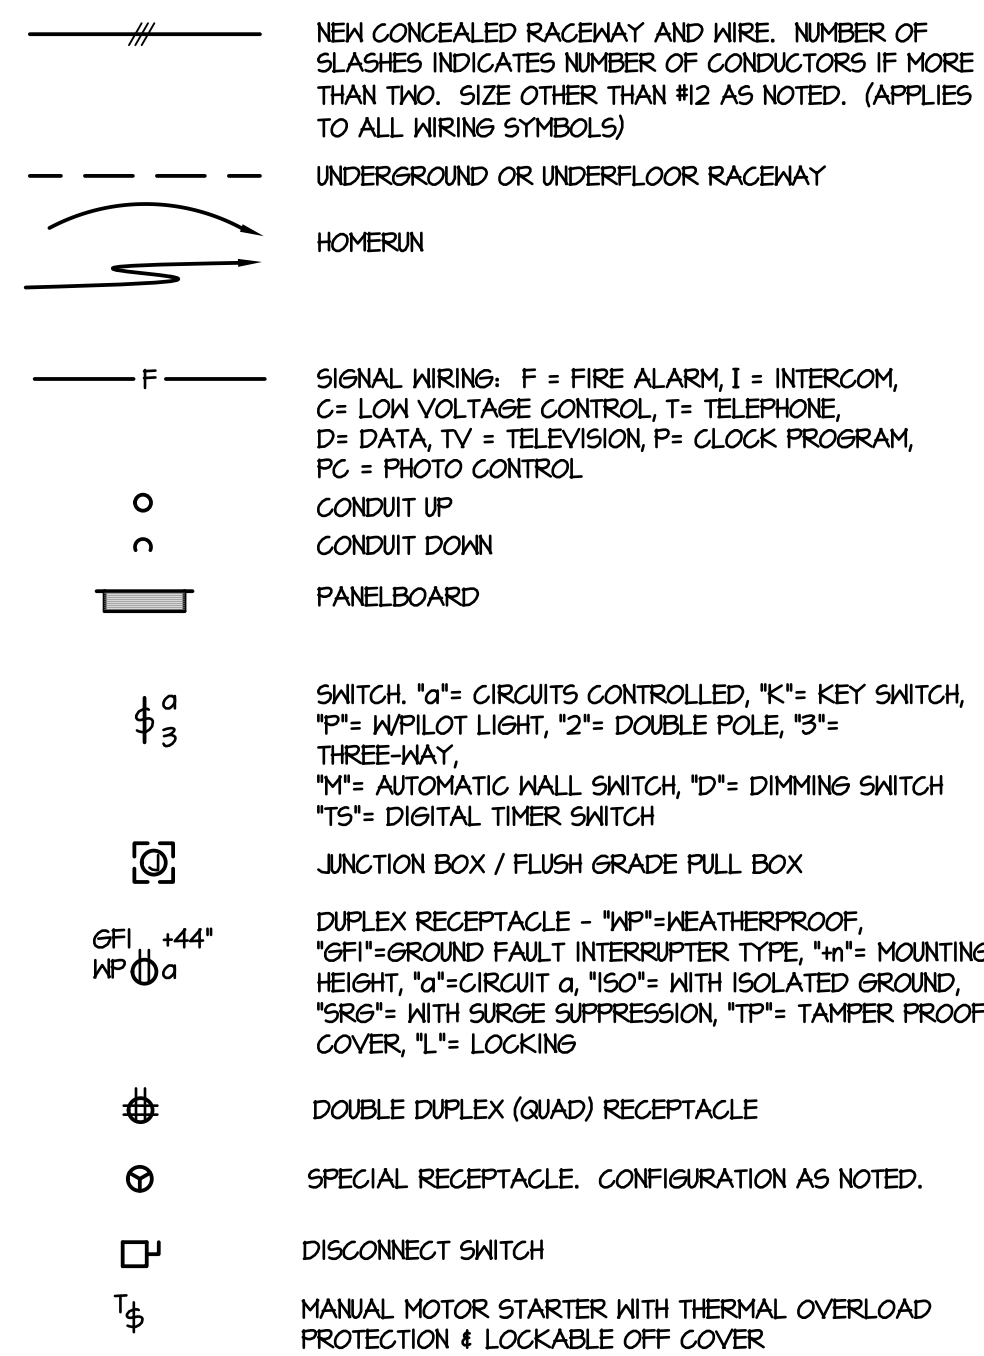 NEW CONCEALED RACEWAY AND WIRE. NUMBER OF
SLASHES INDICATES NUMBER OF CONDUCTORS IF MORE
THAN TWO. SIZE OTHER THAN #12 AS NOTED. (APPLIES
TO ALL WIRING SYMBOLS)
UNDERGROUND OR UNDERFLOOR RACEWAY
HOMERUN
F
SIGNAL WIRING: F = FIRE ALARM, I = INTERCOM,
C= LOW VOLTAGE CONTROL, T= TELEPHONE,
D= DATA, TV = TELEVISION, P= CLOCK PROGRAM,
PC = PHOTO CONTROL
CONDUIT UP
CONDUIT DOWN
PANELBOARD
$ a
3
SWITCH. "a"= CIRCUITS CONTROLLED, "K"= KEY SWITCH,
"P"= W/PILOT LIGHT, "2"= DOUBLE POLE, "3"=
THREE-WAY,
"M"= AUTOMATIC WALL SWITCH, "D"= DIMMING SWITCH
"TS"= DIGITAL TIMER SWITCH
J
JUNCTION BOX / FLUSH GRADE PULL BOX
GFI +44"
WP a
DUPLEX RECEPTACLE - "WP"=WEATHERPROOF,
"GFI"=GROUND FAULT INTERRUPTER TYPE, "+n"= MOUNTING
HEIGHT, "a"=CIRCUIT a, "ISO"= WITH ISOLATED GROUND,
"SRG"= WITH SURGE SUPPRESSION, "TP"= TAMPER PROOF
COVER, "L"= LOCKING
DOUBLE DUPLEX (QUAD) RECEPTACLE
SPECIAL RECEPTACLE. CONFIGURATION AS NOTED.
DISCONNECT SWITCH
T$
MANUAL MOTOR STARTER WITH THERMAL OVERLOAD
PROTECTION & LOCKABLE OFF COVER